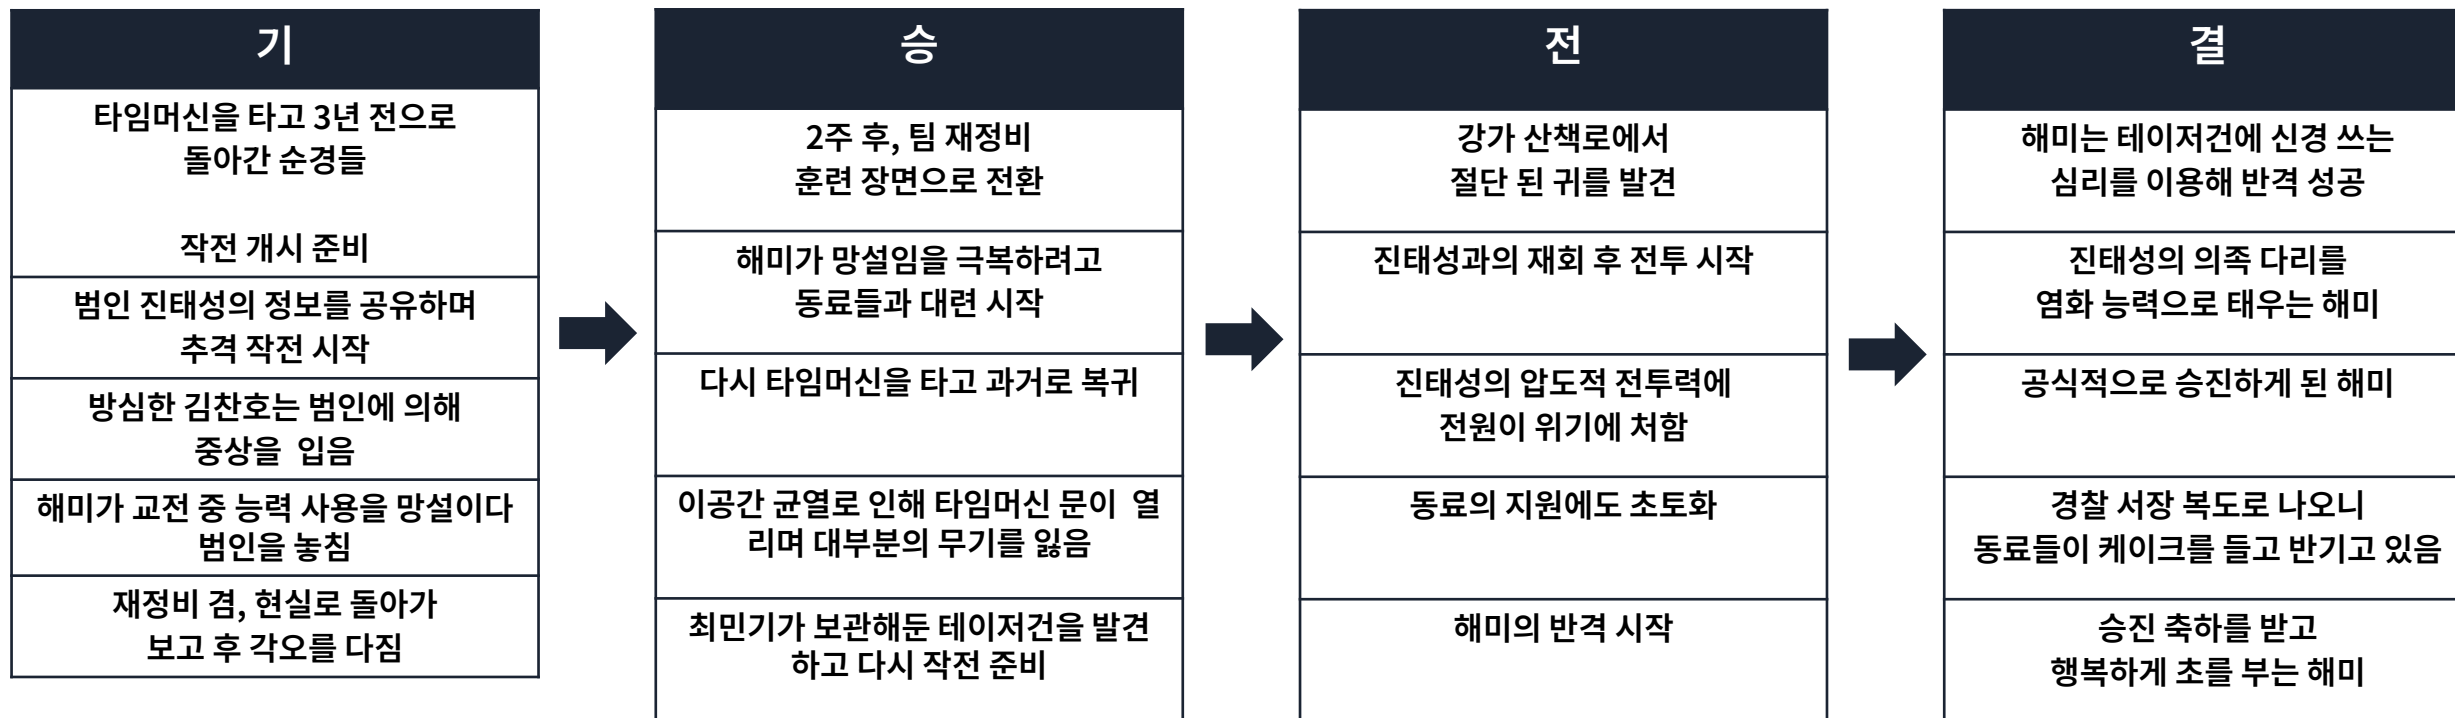 기
타임머신을 타고 3년 전으로
돌아간 순경들
작전 개시 준비
범인 진태성의 정보를 공유하며
추격 작전 시작
방심한 김찬호는 범인에 의해
중상을 입음
해미가 교전 중 능력 사용을 망설이다
범인을 놓침
재정비 겸, 현실로 돌아가
보고 후 각오를 다짐
승
2주 후, 팀 재정비
훈련 장면으로 전환
해미가 망설임을 극복하려고
동료들과 대련 시작
다시 타임머신을 타고 과거로 복귀
이공간 균열로 인해 타임머신 문이 열
리며 대부분의 무기를 잃음
최민기가 보관해둔 테이저건을 발견
하고 다시 작전 준비
전
강가 산책로에서
절단 된 귀를 발견
진태성과의 재회 후 전투 시작
진태성의 압도적 전투력에
전원이 위기에 처함
동료의 지원에도 초토화
해미의 반격 시작
결
해미는 테이저건에 신경 쓰는
심리를 이용해 반격 성공
진태성의 의족 다리를
염화 능력으로 태우는 해미
공식적으로 승진하게 된 해미
경찰 서장 복도로 나오니
동료들이 케이크를 들고 반기고 있음
승진 축하를 받고
행복하게 초를 부는 해미